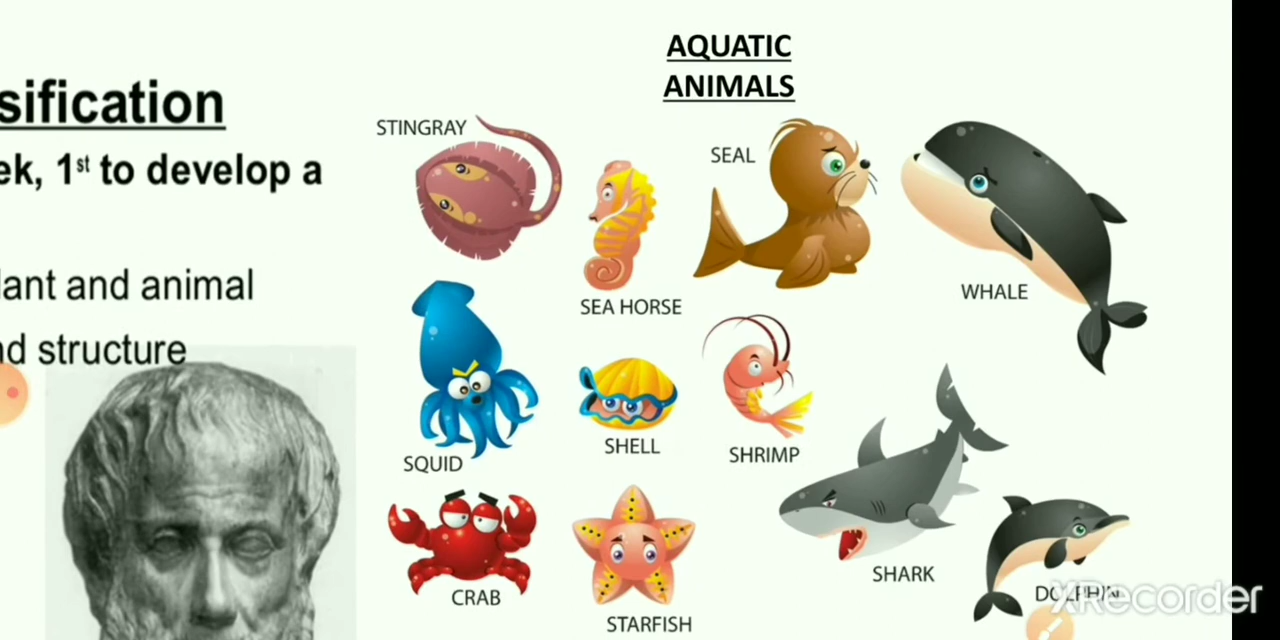 sification
ek, 1st to develop a
lant and animal
nd structure
AQUATIC
ANIMALS
STINGRAY
SEAL
SEA HORSE
WHALE
SQUID
SHELL
SHRIMP
CRAB
STARFISH
SHARK
DOLPHIN
XRecorder